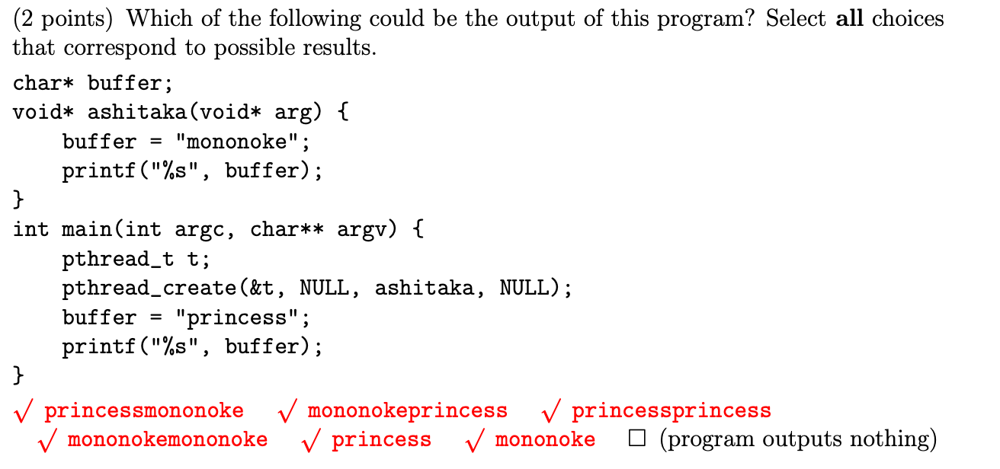 (2 points) Which of the following could be the output of this program? Select all choices
that correspond to possible results.
char* buffer;
void* ashitaka(void* arg) {
    buffer = "mononoke";
    printf("%s", buffer);
}
int main(int argc, char** argv) {
    pthread_t t;
    pthread_create(&t, NULL, ashitaka, NULL);
    buffer = "princess";
    printf("%s", buffer);
}
√ princessmononoke √ mononokeprincess √ princessprincess
√ mononokemononoke √ princess √ mononoke □ (program outputs nothing)